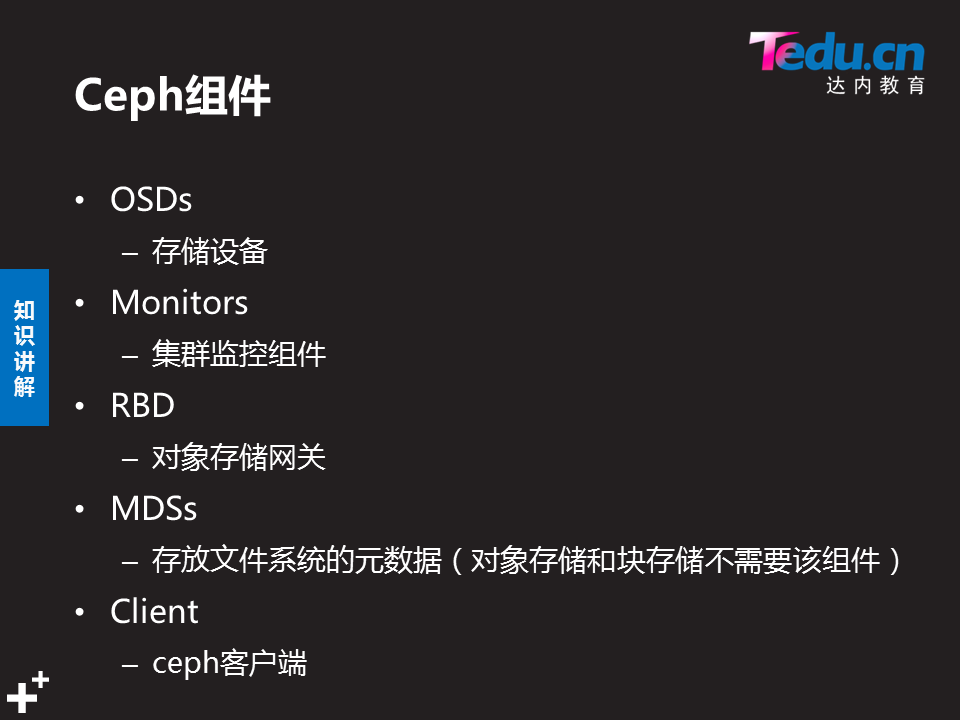 Tedu.cn
达内教育
Ceph组件
• OSDs
– 存储设备
• Monitors
– 集群监控组件
• RBD
– 对象存储网关
• MDSs
– 存放文件系统的元数据（对象存储和块存储不需要该组件）
• Client
– ceph客户端
知
识
讲
解